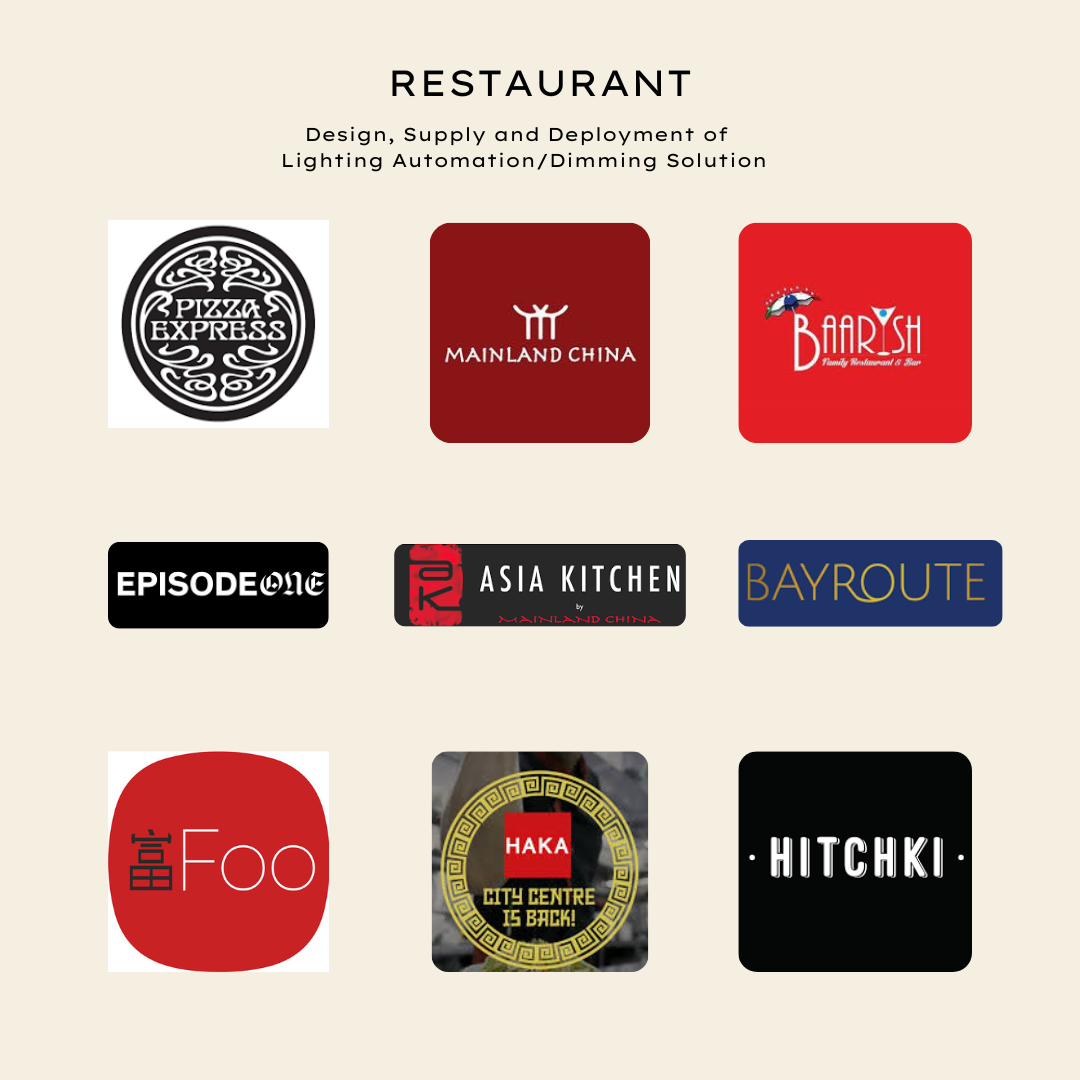 RESTAURANT
Design, Supply and Deployment of
Lighting Automation/Dimming Solution
PIZZA
EXPRESS
MAINLAND CHINA
BAARISH
Family Restaurant & Bar
EPISODEONE
ak
ASIA KITCHEN
by
MAINLAND CHINA
BAYROUTE
富Foo
HAKA
CITY CENTRE
IS BACK!
· HITCHKI ·